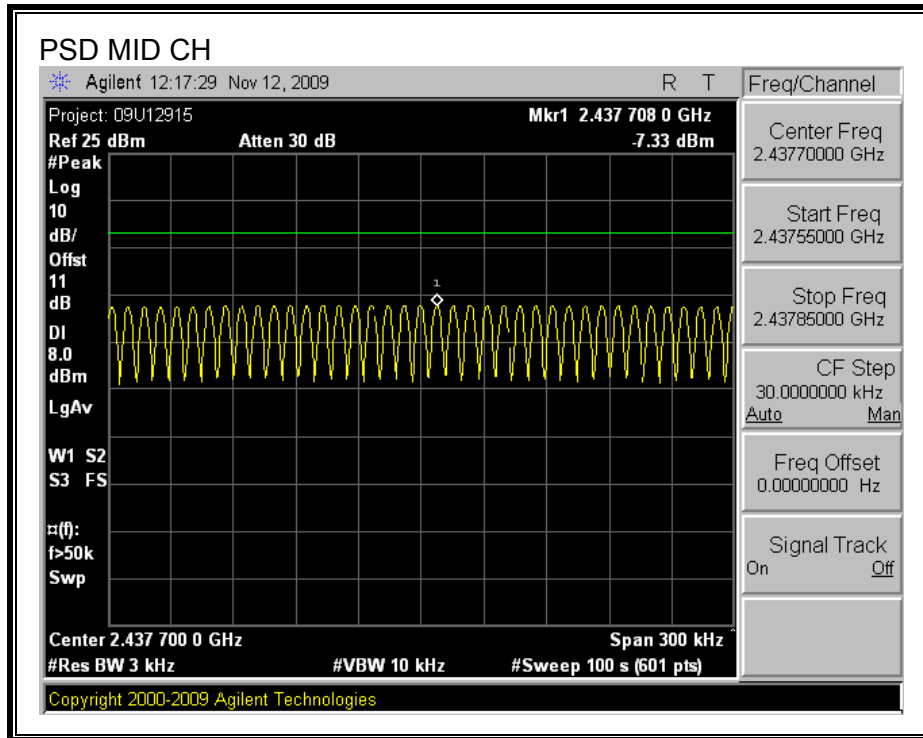 PSD MID CH
Agilent 12:17:29 Nov 12, 2009 R T
Project: 09U12915 Mkr1 2.437 708 0 GHz
Ref 25 dBm Atten 30 dB -7.33 dBm
#Peak
Log
10
dB/
Offst
11
dB
DI
8.0
dBm
LgAv
W1 S2
S3 FS
¤(f):
f>50k
Swp
1
Center 2.437 700 0 GHz Span 300 kHz
#Res BW 3 kHz #VBW 10 kHz #Sweep 100 s (601 pts)
Copyright 2000-2009 Agilent Technologies
Freq/Channel
Center Freq
2.43770000 GHz
Start Freq
2.43755000 GHz
Stop Freq
2.43785000 GHz
CF Step
30.0000000 kHz
Auto Man
Freq Offset
0.00000000 Hz
Signal Track
On Off